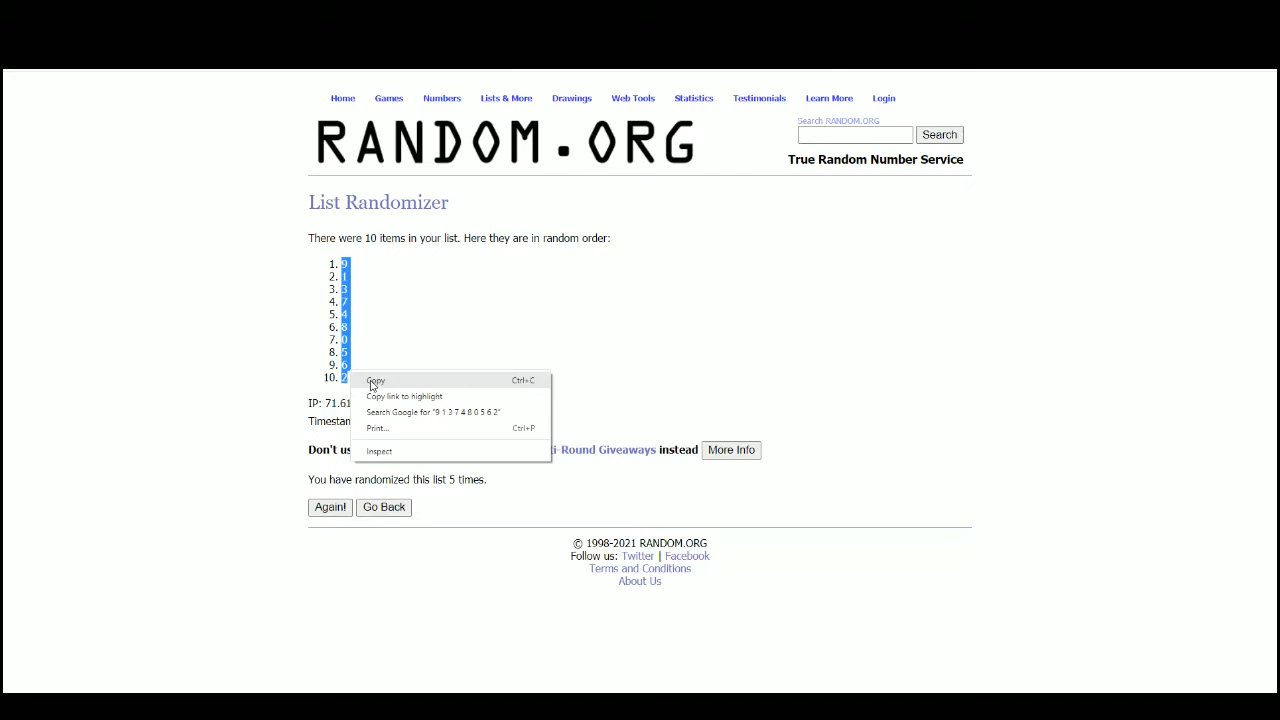 Home Games Numbers Lists & More Drawings Web Tools Statistics Testimonials Learn More Login
RANDOM.ORG
Search RANDOM.ORG
Search
True Random Number Service
List Randomizer
There were 10 items in your list. Here they are in random order:
1. 9
2. 1
3. 3
4. 7
5. 4
6. 8
7. 0
8. 5
9. 6
10. 2
Copy Ctrl+C
Copy link to highlight
Search Google for "9 1 3 7 4 8 0 5 6 2"
Print... Ctrl+P
Inspect
IP: 71.61
Don't us
Giveaways instead More Info
You have randomized this list 5 times.
Again! Go Back
© 1998-2021 RANDOM.ORG
Follow us: Twitter | Facebook
Terms and Conditions
About Us